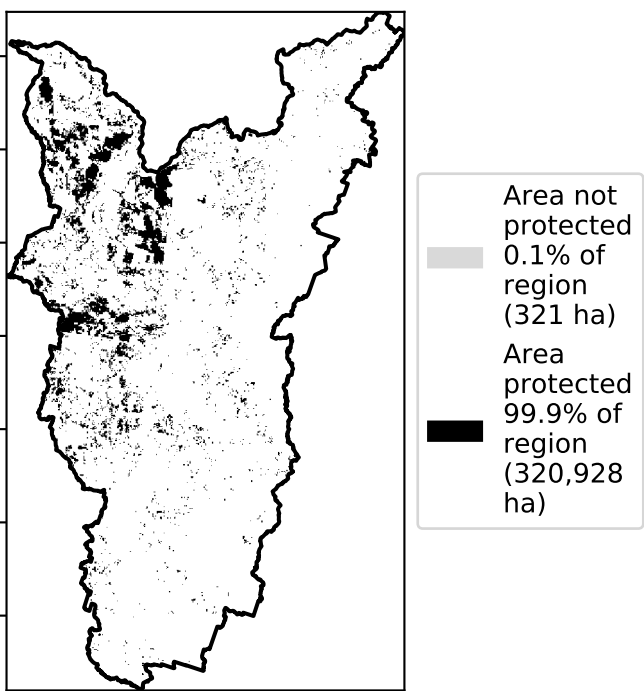 Area not
protected
0.1% of
region
(321 ha)
Area
protected
99.9% of
region
(320,928
ha)